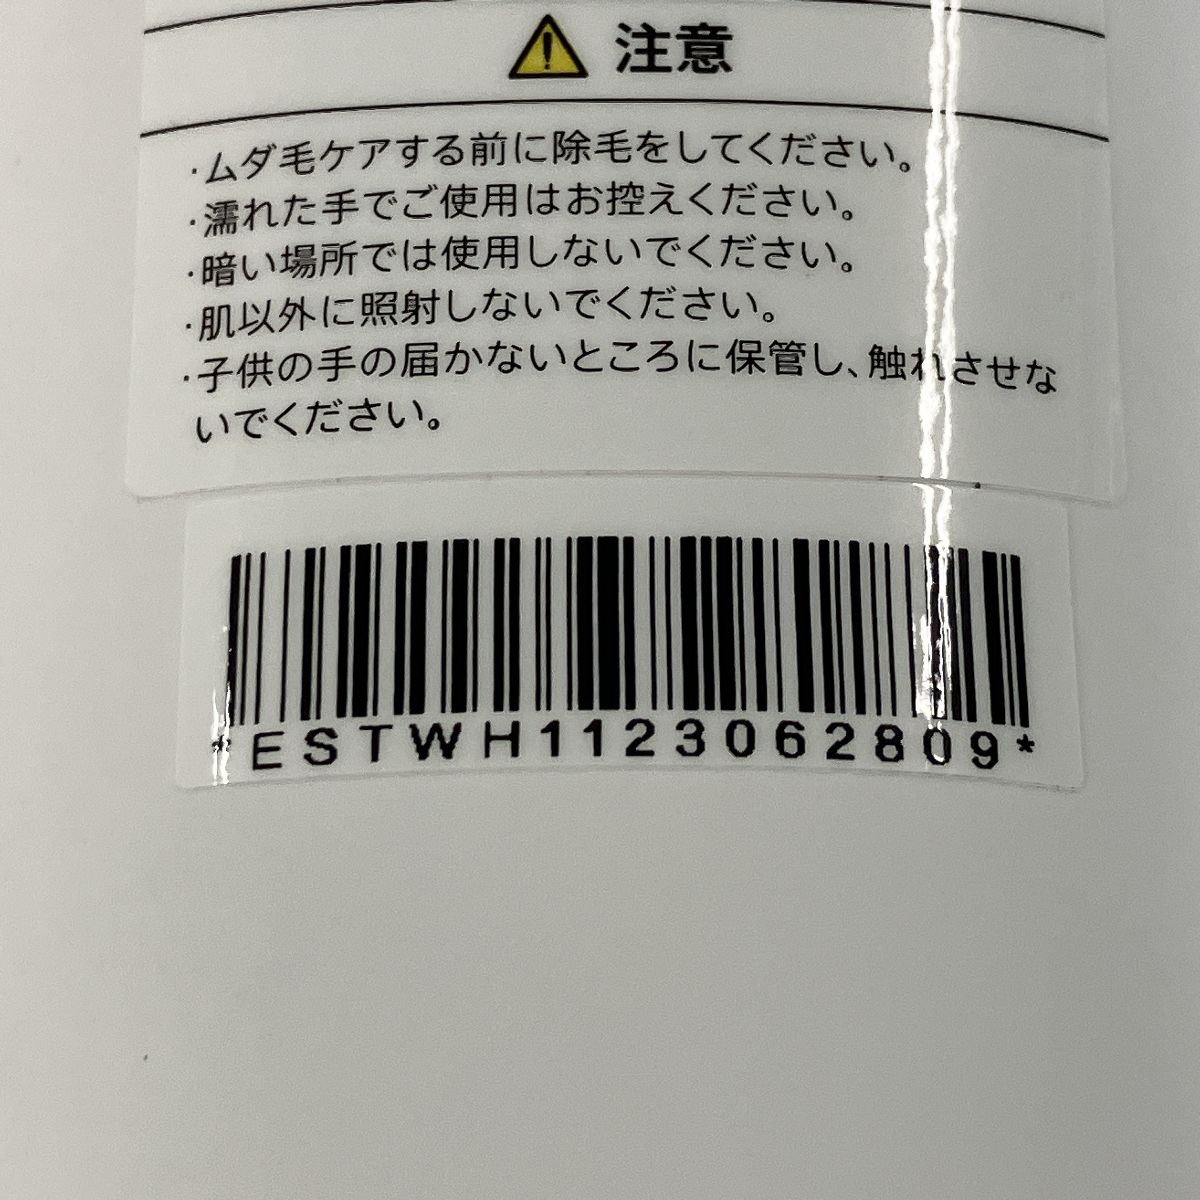 注意
・ムダ毛ケアする前に除毛をしてください。
・濡れた手でご使用はお控えください。
・暗い場所では使用しないでください。
・肌以外に照射しないでください。
・子供の手の届かないところに保管し、触れさせな
いでください。
*ESTWH1123062809*